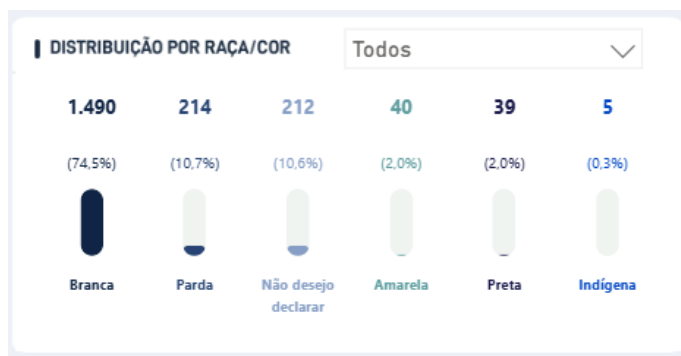 DISTRIBUIÇÃO POR RAÇA/COR
Todos
1.490 214 212 40 39 5
(74,5%) (10,7%) (10,6%) (2,0%) (2,0%) (0,3%)
Branca Parda Não desejo Amarela Preta Indígena
declarar